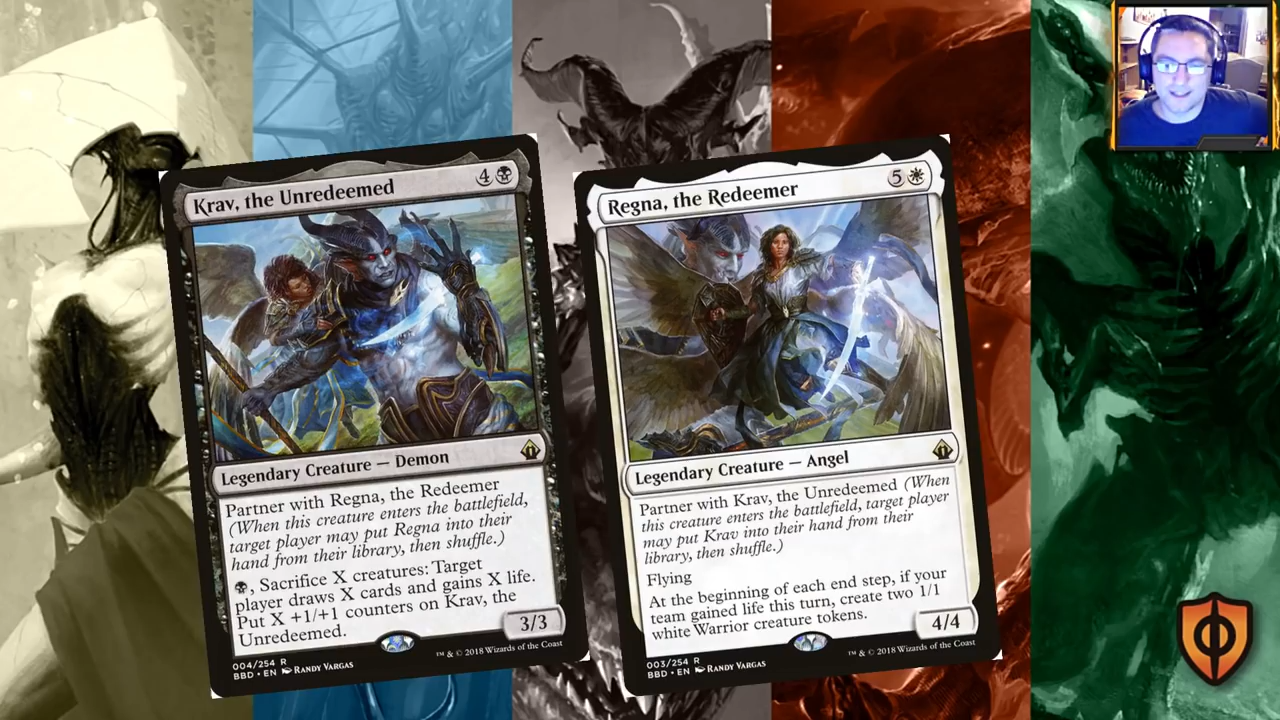 Krav, the Unredeemed 4
Legendary Creature — Demon
Partner with Regna, the Redeemer
(When this creature enters the battlefield,
target player may put Regna into their
hand from their library, then shuffle.)
, Sacrifice X creatures: Target
player draws X cards and gains X life.
Put X +1/+1 counters on Krav, the
Unredeemed.
3/3
004/254 R
BBD • EN RANDY VARGAS
™ & © 2018 Wizards of the Coast
Regna, the Redeemer 5
Legendary Creature — Angel
Partner with Krav, the Unredeemed (When
this creature enters the battlefield, target player
may put Krav into their hand from their
library, then shuffle.)
Flying
At the beginning of each end step, if your
team gained life this turn, create two 1/1
white Warrior creature tokens.
4/4
003/254 R
BBD • EN RANDY VARGAS
™ & © 2018 Wizards of the Coast